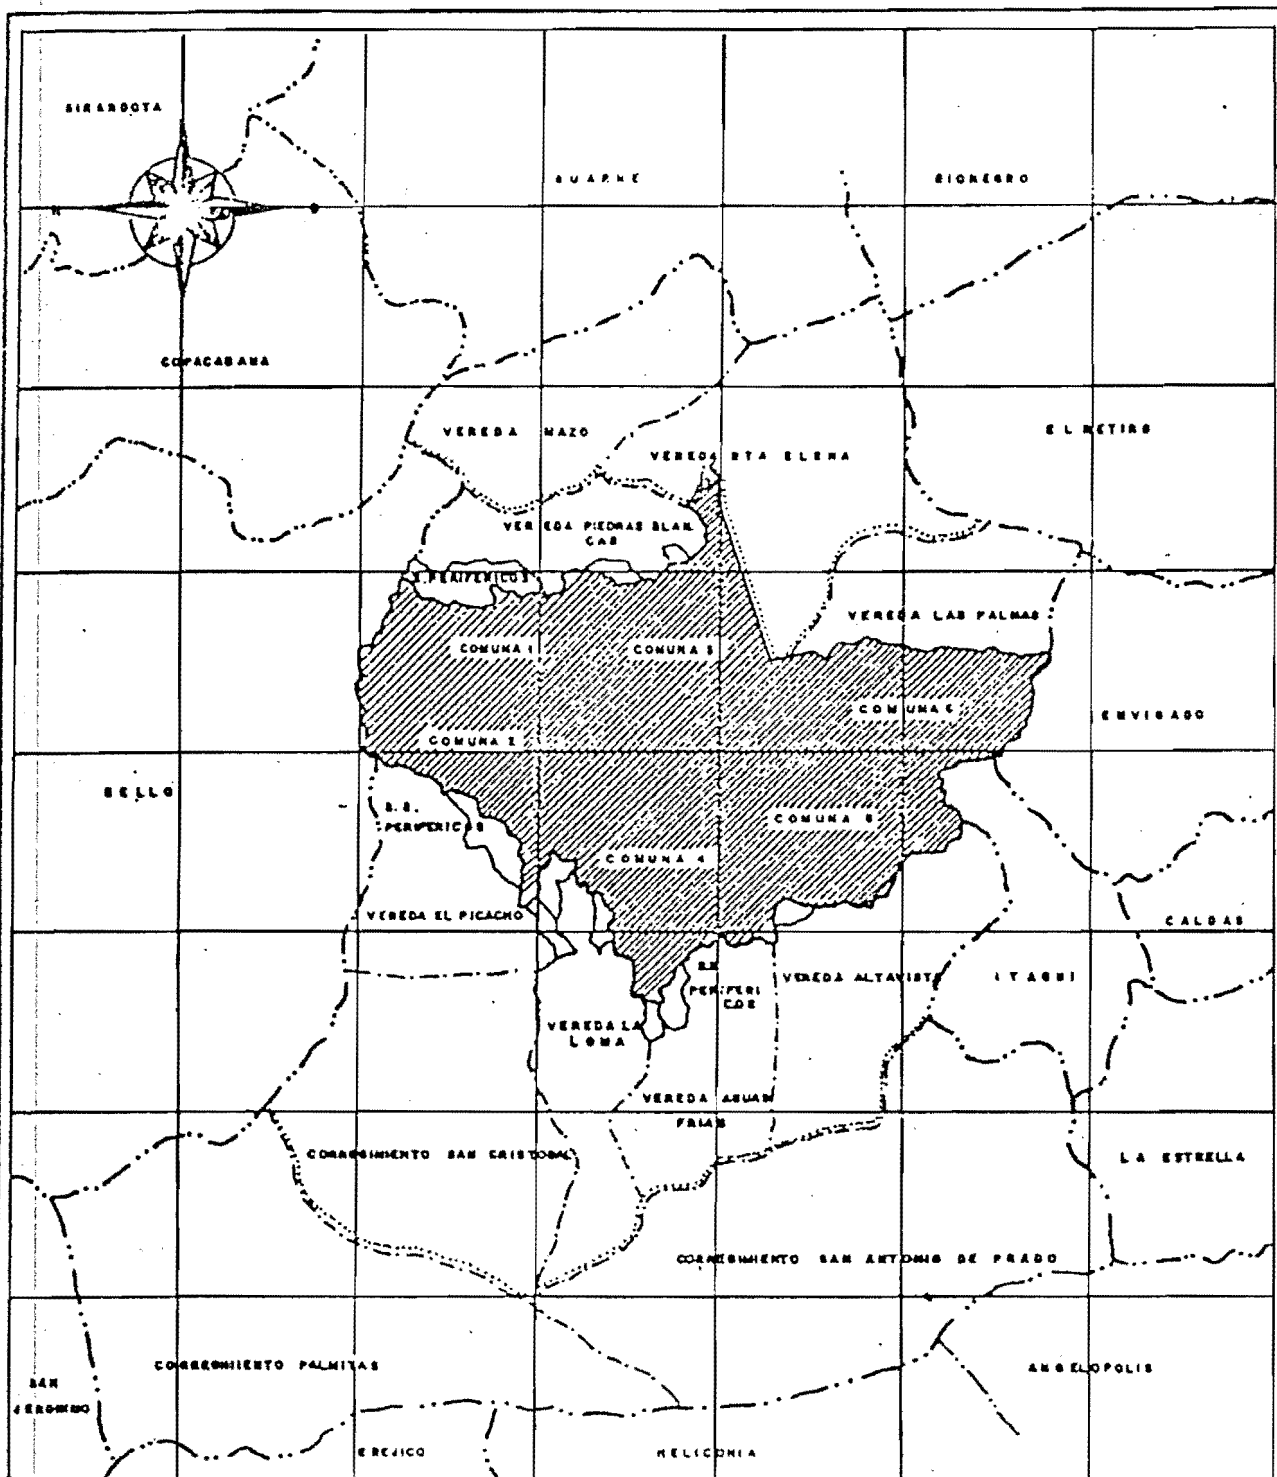 GIRARDOTA
GUARNE
RIONEGRO
N
COPACABANA
VEREDA MAZO
EL RETIRO
VEREDA STA ELENA
VEREDA PIEDRAS BLAN
CAS
S. PERIFERICOS
VEREDA LAS PALMAS
COMUNA 1
COMUNA 3
COMUNA 6
ENVIGADO
COMUNA 2
BELLO
S. S.
PERIFERICOS
COMUNA 5
COMUNA 4
VEREDA EL PICACHO
CALDAS
S.S.
PERIFERI
COS
VEREDA ALTAVISTA
ITAGUI
VEREDA LA
LOMA
VEREDA AGUAS
FRIAS
CORREGIMIENTO SAN CRISTOBAL
LA ESTRELLA
CORREGIMIENTO SAN ANTONIO DE PRADO
CORREGIMIENTO PALMITAS
ANGELOPOLIS
SAN
JERONIMO
EBEJICO
HELICONIA